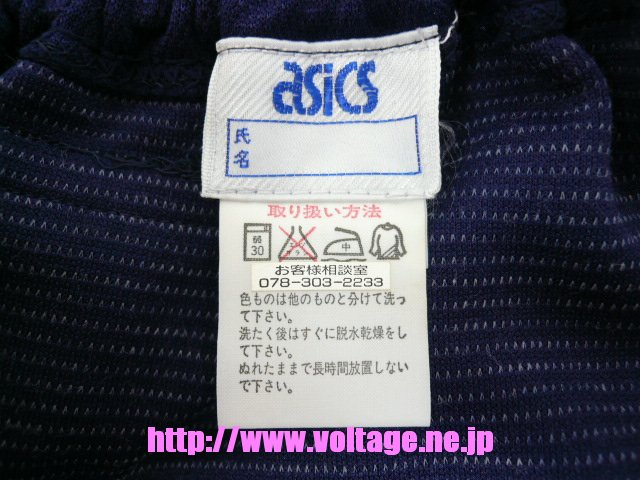 asics
氏
名
取り扱い方法
30
中
お客様相談室
078-303-2233
色ものは他のものと分けて洗っ
て下さい。
洗たく後はすぐに脱水乾燥をし
て下さい。
ぬれたままで長時間放置しない
で下さい。
http://www.voltage.ne.jp